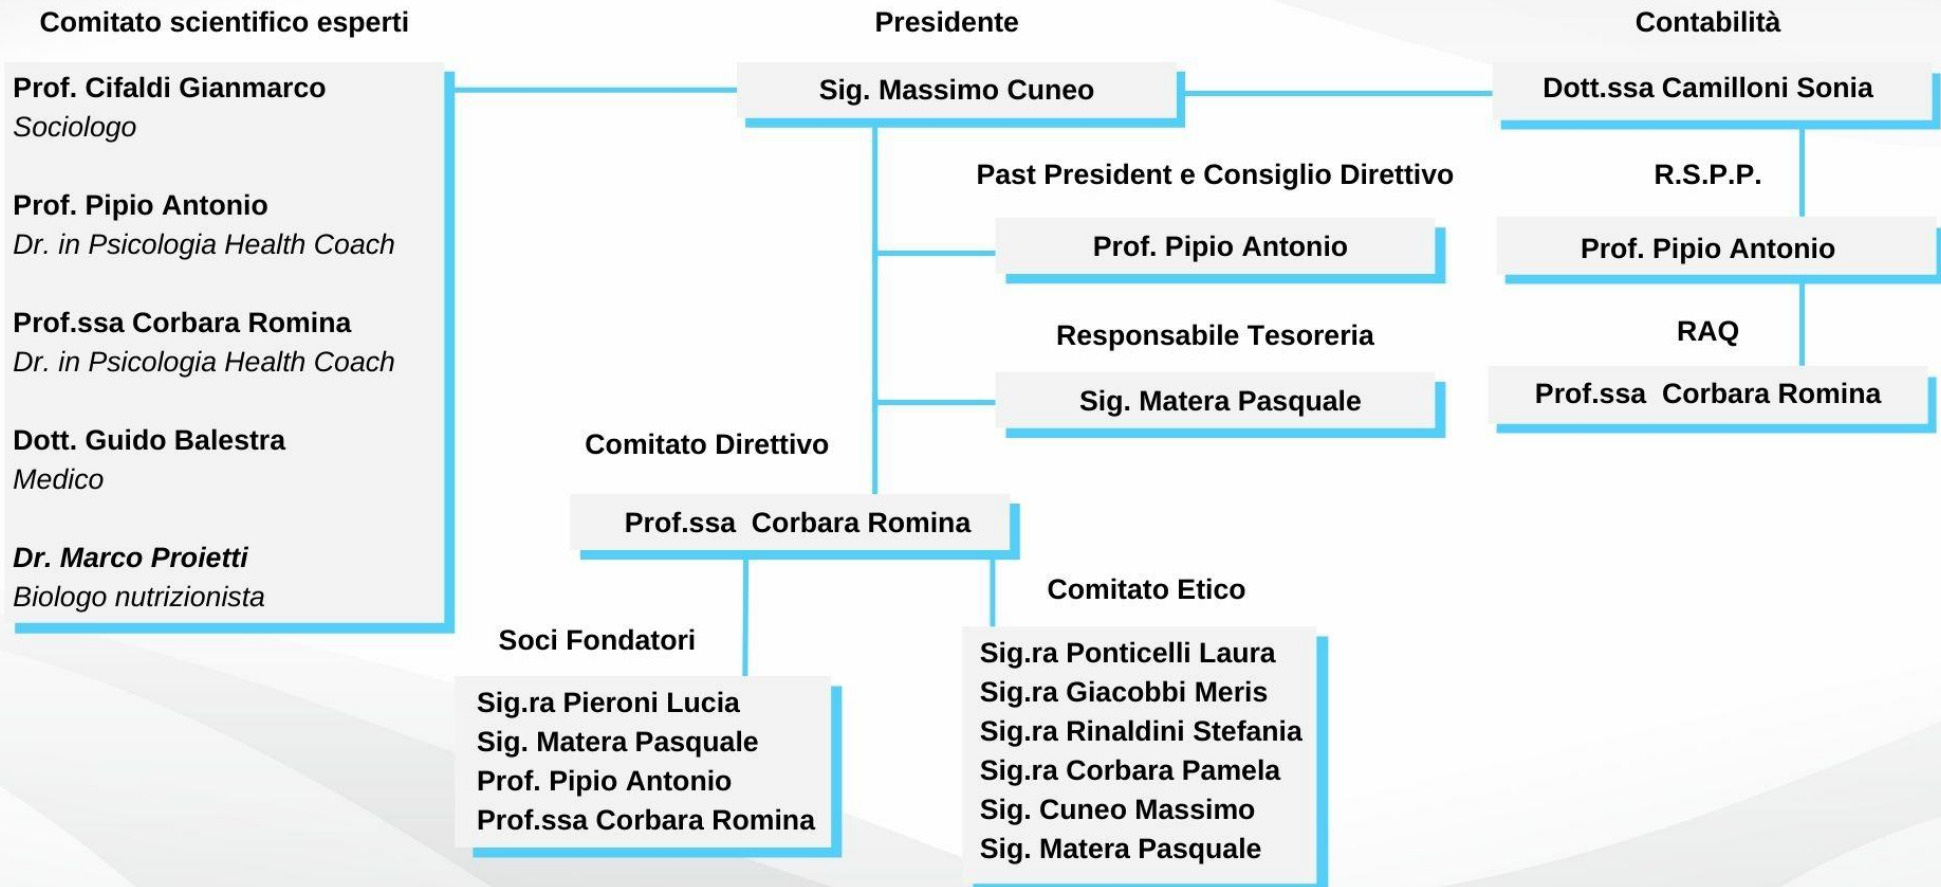 Comitato scientifico esperti
Prof. Cifaldi Gianmarco
Sociologo
Prof. Pipio Antonio
Dr. in Psicologia Health Coach
Prof.ssa Corbara Romina
Dr. in Psicologia Health Coach
Dott. Guido Balestra
Medico
Dr. Marco Proietti
Biologo nutrizionista
Presidente
Sig. Massimo Cuneo
Past President e Consiglio Direttivo
Prof. Pipio Antonio
Responsabile Tesoreria
Sig. Matera Pasquale
Comitato Direttivo
Prof.ssa Corbara Romina
Soci Fondatori
Sig.ra Pieroni Lucia
Sig. Matera Pasquale
Prof. Pipio Antonio
Prof.ssa Corbara Romina
Comitato Etico
Sig.ra Ponticelli Laura
Sig.ra Giacobbi Meris
Sig.ra Rinaldini Stefania
Sig.ra Corbara Pamela
Sig. Cuneo Massimo
Sig. Matera Pasquale
Contabilità
Dott.ssa Camilloni Sonia
R.S.P.P.
Prof. Pipio Antonio
RAQ
Prof.ssa Corbara Romina